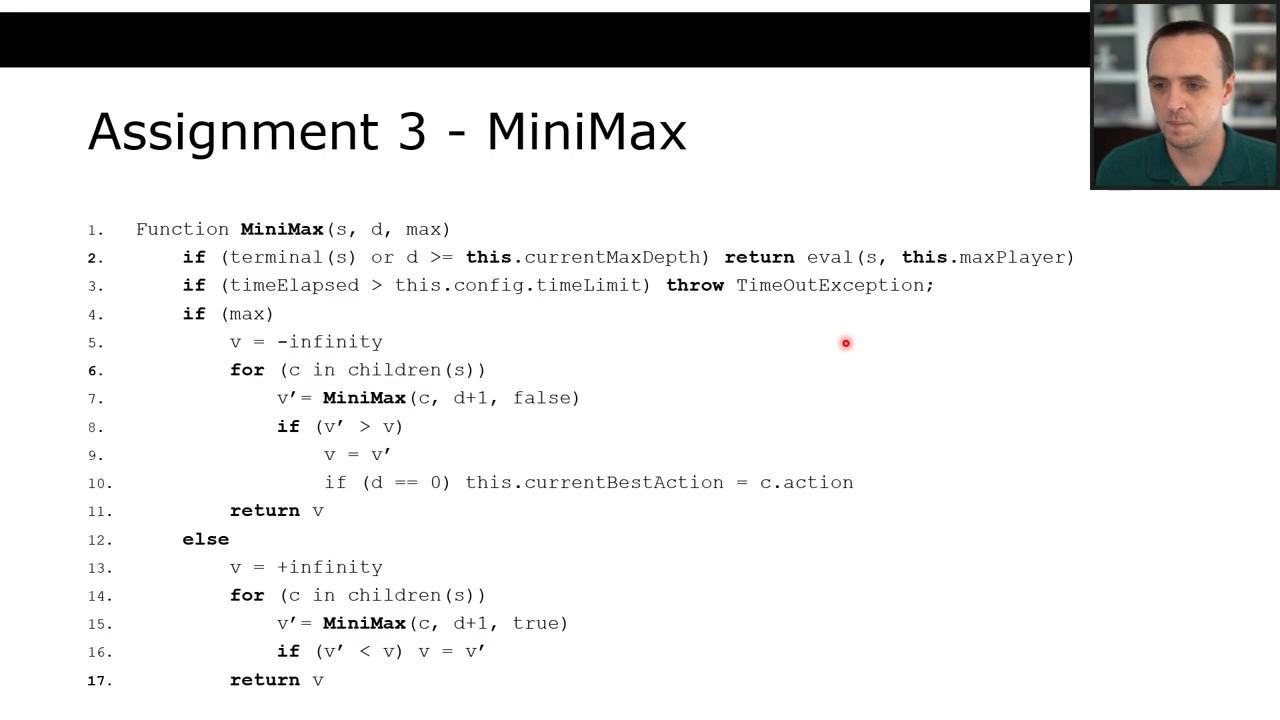 Assignment 3 - MiniMax
1. Function MiniMax(s, d, max)
2. if (terminal(s) or d >= this.currentMaxDepth) return eval(s, this.maxPlayer)
3. if (timeElapsed > this.config.timeLimit) throw TimeOutException;
4. if (max)
5. v = -infinity
6. for (c in children(s))
7. v’= MiniMax(c, d+1, false)
8. if (v’ > v)
9. v = v’
10. if (d == 0) this.currentBestAction = c.action
11. return v
12. else
13. v = +infinity
14. for (c in children(s))
15. v’= MiniMax(c, d+1, true)
16. if (v’ < v) v = v’
17. return v